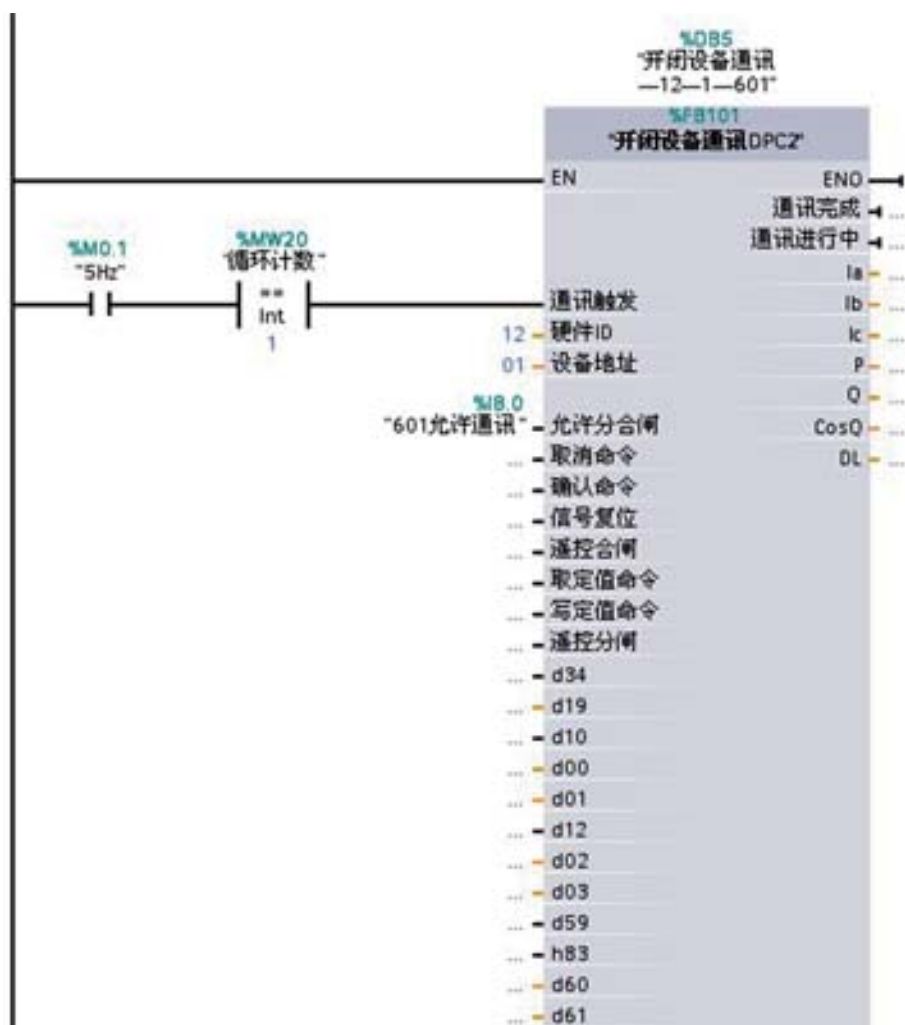 %DB5
"开闭设备通讯
—12—1—601"
%FB101
"开闭设备通讯DPC2"
EN
ENO
通讯完成
...
通讯进行中
...
%M0.1
"5Hz"
%MW20
"循环计数"
==
Int
1
Ia
...
通讯触发
Ib
...
12
硬件ID
Ic
...
01
设备地址
P
...
Q
...
%I8.0
"601允许通讯"
允许分合闸
CosQ
...
...
取消命令
DL
...
...
确认命令
...
信号复位
...
遥控合闸
...
取定值命令
...
写定值命令
...
遥控分闸
...
d34
...
d19
...
d10
...
d00
...
d01
...
d12
...
d02
...
d03
...
d59
...
h83
...
d60
...
d61